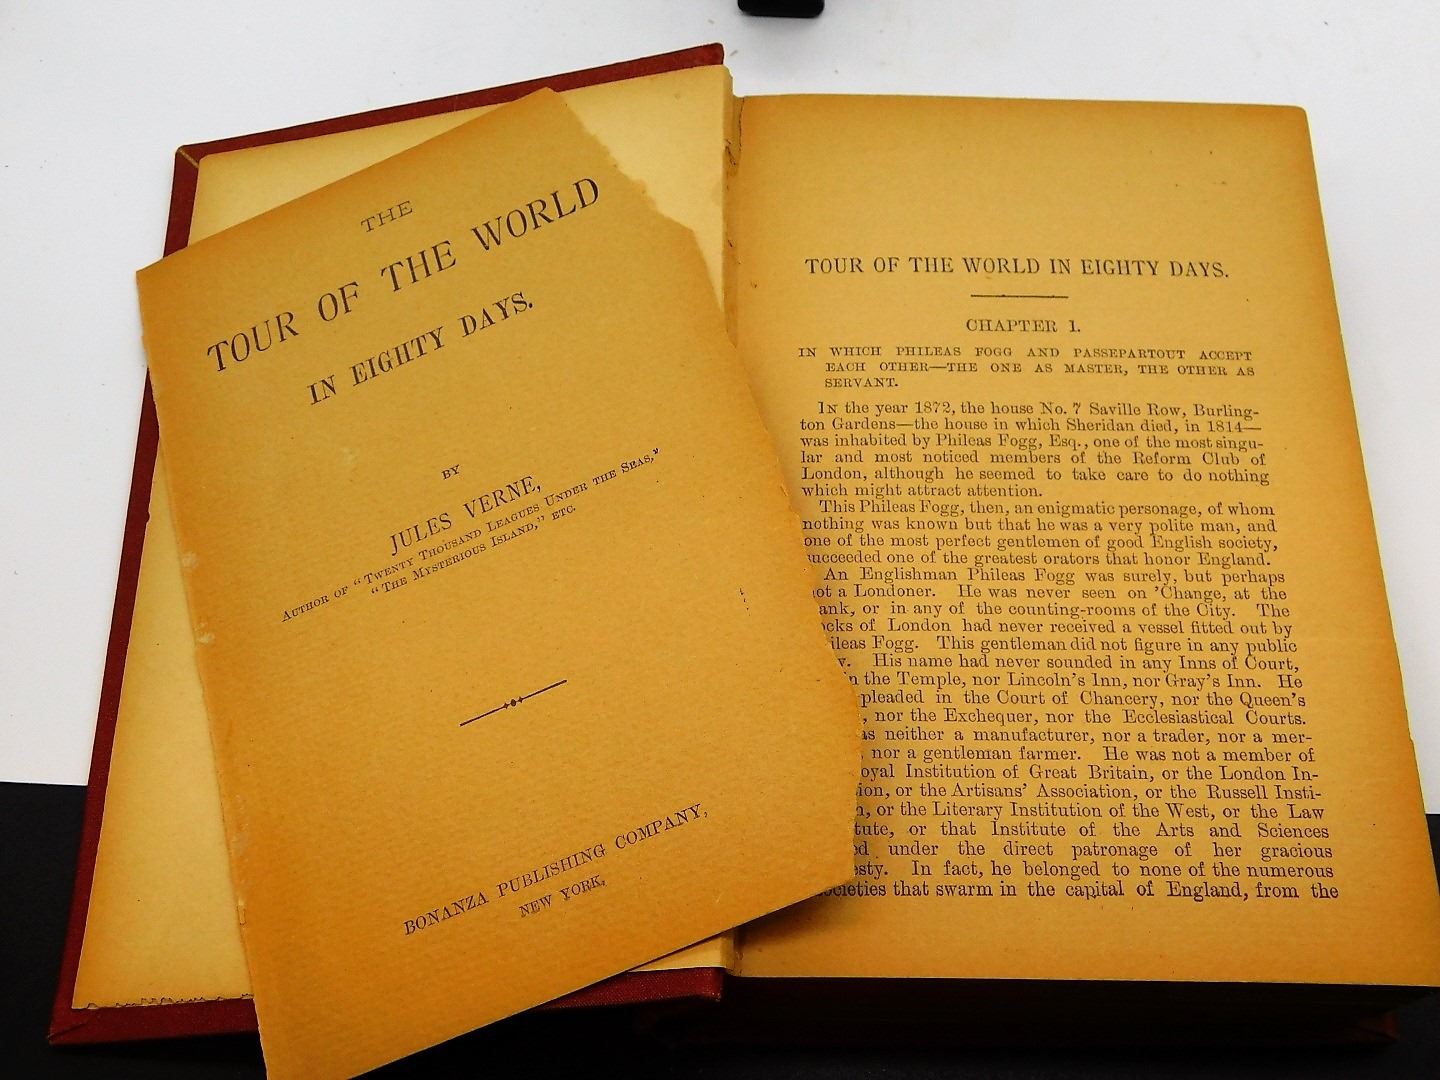 THE
TOUR OF THE WORLD
IN EIGHTY DAYS.
BY
JULES VERNE,
AUTHOR OF "TWENTY THOUSAND LEAGUES UNDER THE SEAS,"
"THE MYSTERIOUS ISLAND," ETC.
BONANZA PUBLISHING COMPANY,
NEW YORK,
TOUR OF THE WORLD IN EIGHTY DAYS.
CHAPTER I.
IN WHICH PHILEAS FOGG AND PASSEPARTOUT ACCEPT
EACH OTHER—THE ONE AS MASTER, THE OTHER AS
SERVANT.
IN the year 1872, the house No. 7 Saville Row, Burling-
ton Gardens—the house in which Sheridan died, in 1814—
was inhabited by Phileas Fogg, Esq., one of the most singu-
lar and most noticed members of the Reform Club of
London, although he seemed to take care to do nothing
which might attract attention.
This Phileas Fogg, then, an enigmatic personage, of whom
nothing was known but that he was a very polite man, and
one of the most perfect gentlemen of good English society,
succeeded one of the greatest orators that honor England.
An Englishman Phileas Fogg was surely, but perhaps
not a Londoner. He was never seen on 'Change, at the
ank, or in any of the counting-rooms of the City. The
ocks of London had never received a vessel fitted out by
ileas Fogg. This gentleman did not figure in any public
y. His name had never sounded in any Inns of Court,
in the Temple, nor Lincoln's Inn, nor Gray's Inn. He
pleaded in the Court of Chancery, nor the Queen's
, nor the Exchequer, nor the Ecclesiastical Courts.
as neither a manufacturer, nor a trader, nor a mer-
, nor a gentleman farmer. He was not a member of
oyal Institution of Great Britain, or the London In-
ion, or the Artisans' Association, or the Russell Insti-
n, or the Literary Institution of the West, or the Law
tute, or that Institute of the Arts and Sciences
ed under the direct patronage of her gracious
esty. In fact, he belonged to none of the numerous
societies that swarm in the capital of England, from the